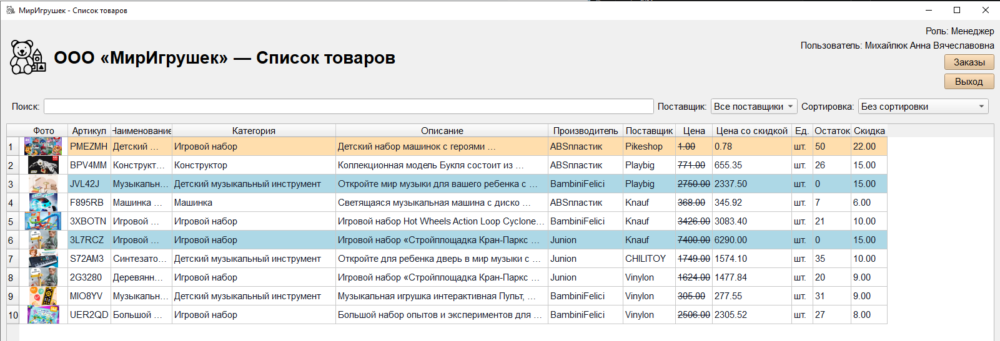 МирИгрушек - Список товаров
Роль: Менеджер
Пользователь: Михайлюк Анна Вячеславовна
ООО «МирИгрушек» — Список товаров
Заказы
Выход
Поиск: Поставщик: Все поставщики Сортировка: Без сортировки
Фото Артикул Наименование Категория Описание Производитель Поставщик Цена Цена со скидкой Ед. Остаток Скидка
1 PMEZMH Детский ... Игровой набор Детский набор машинок с героями ... ABSпластик Pikeshop 1.00 0.78 шт. 50 22.00
2 BPV4MM Конструкт... Конструктор Коллекционная модель Букля состоит из ... ABSпластик Playbig 771.00 655.35 шт. 26 15.00
3 JVL42J Музыкальн... Детский музыкальный инструмент Откройте мир музыки для вашего ребенка с ... BambiniFelici Playbig 2750.00 2337.50 шт. 0 15.00
4 F895RB Машинка ... Машинка Светящаяся музыкальная машина с диско ... ABSпластик Knauf 368.00 345.92 шт. 7 6.00
5 3XBOTN Игровой ... Игровой набор Игровой набор Hot Wheels Action Loop Cyclone... BambiniFelici Knauf 3426.00 3083.40 шт. 21 10.00
6 3L7RCZ Игровой ... Игровой набор Игровой набор «Стройплощадка Кран-Паркс ... Junion Knauf 7400.00 6290.00 шт. 0 15.00
7 S72AM3 Синтезато... Детский музыкальный инструмент Откройте для ребенка дверь в мир музыки с ... Junion CHILITOY 1749.00 1574.10 шт. 35 10.00
8 2G3280 Деревянн... Игровой набор Игровой набор «Стройплощадка Кран-Паркс ... Junion Vinylon 1624.00 1477.84 шт. 20 9.00
9 MIO8YV Музыкальн... Детский музыкальный инструмент Музыкальная игрушка интерактивная Пульт, ... BambiniFelici Vinylon 305.00 277.55 шт. 31 9.00
10 UER2QD Большой ... Игровой набор Большой набор опытов и экспериментов для ... BambiniFelici Vinylon 2506.00 2305.52 шт. 27 8.00